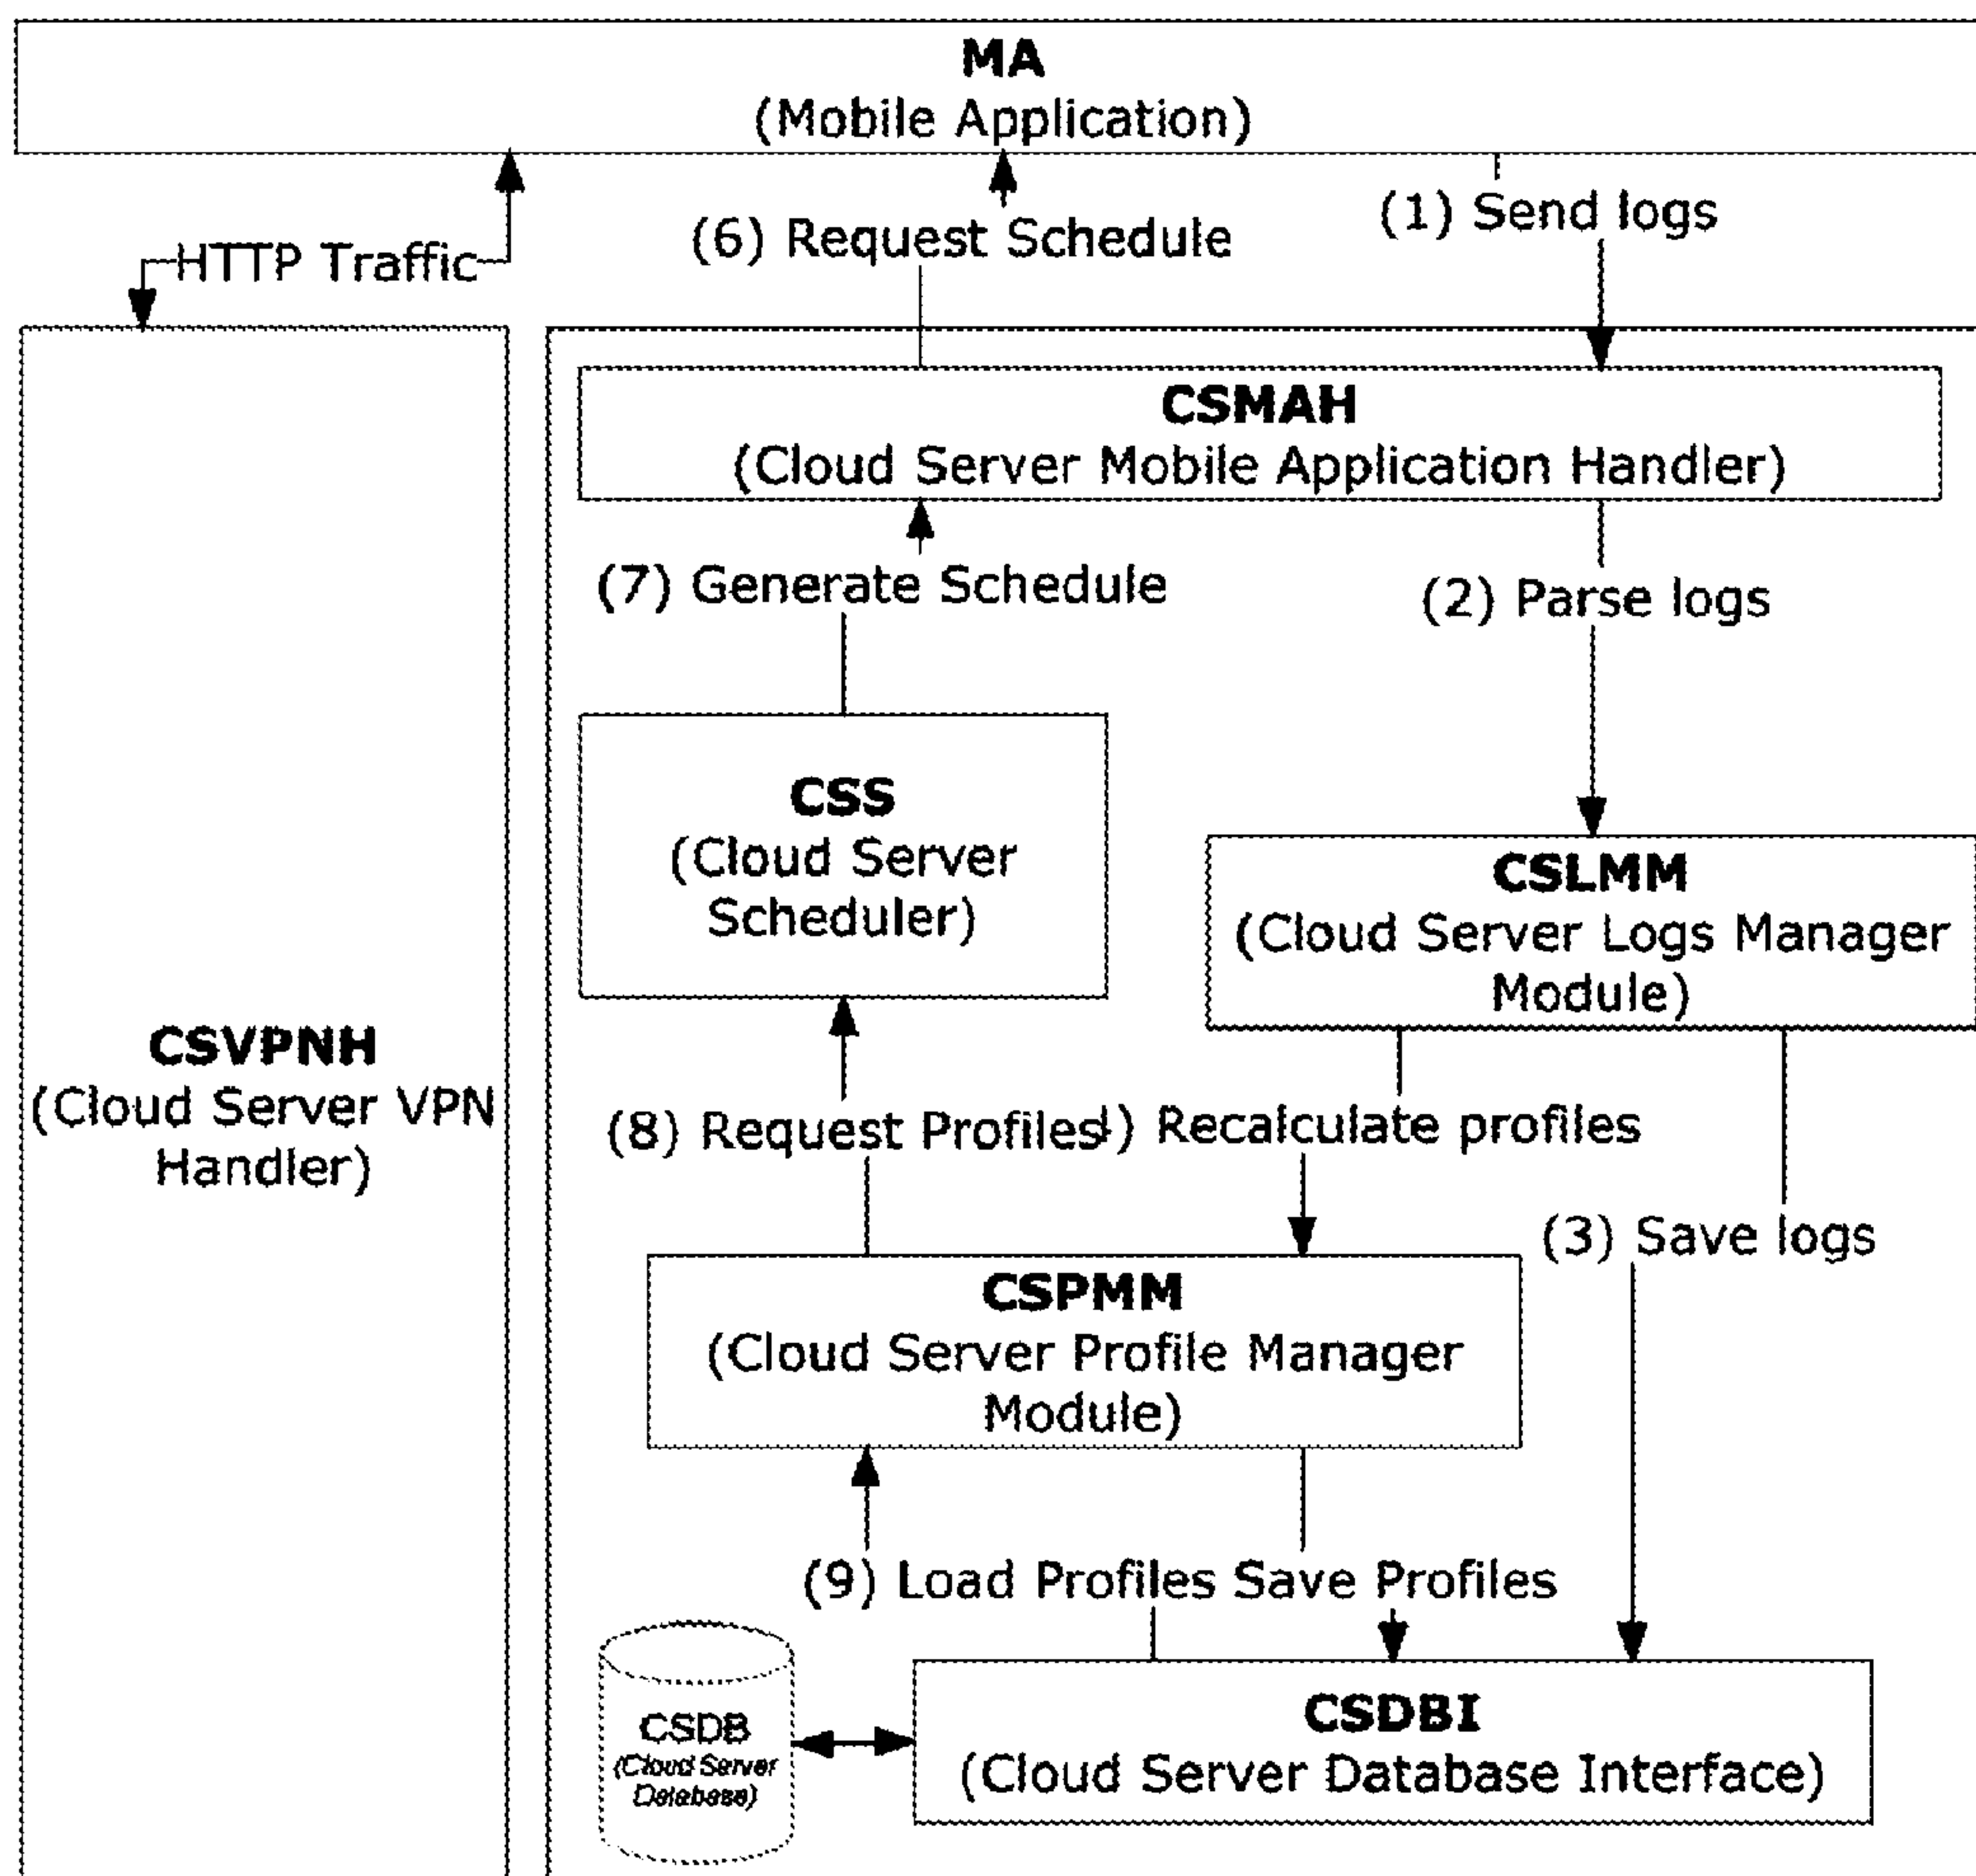 MA
(Mobile Application)
HTTP Traffic
(6) Request Schedule
(1) Send logs
CSMAH
(Cloud Server Mobile Application Handler)
(7) Generate Schedule
(2) Parse logs
CSS
(Cloud Server
Scheduler)
CSLMM
(Cloud Server Logs Manager
Module)
CSVPNH
(Cloud Server VPN
Handler)
(8) Request Profiles
) Recalculate profiles
(3) Save logs
CSPMM
(Cloud Server Profile Manager
Module)
(9) Load Profiles
Save Profiles
CSDB
(Cloud Server
Database)
CSDBI
(Cloud Server Database Interface)